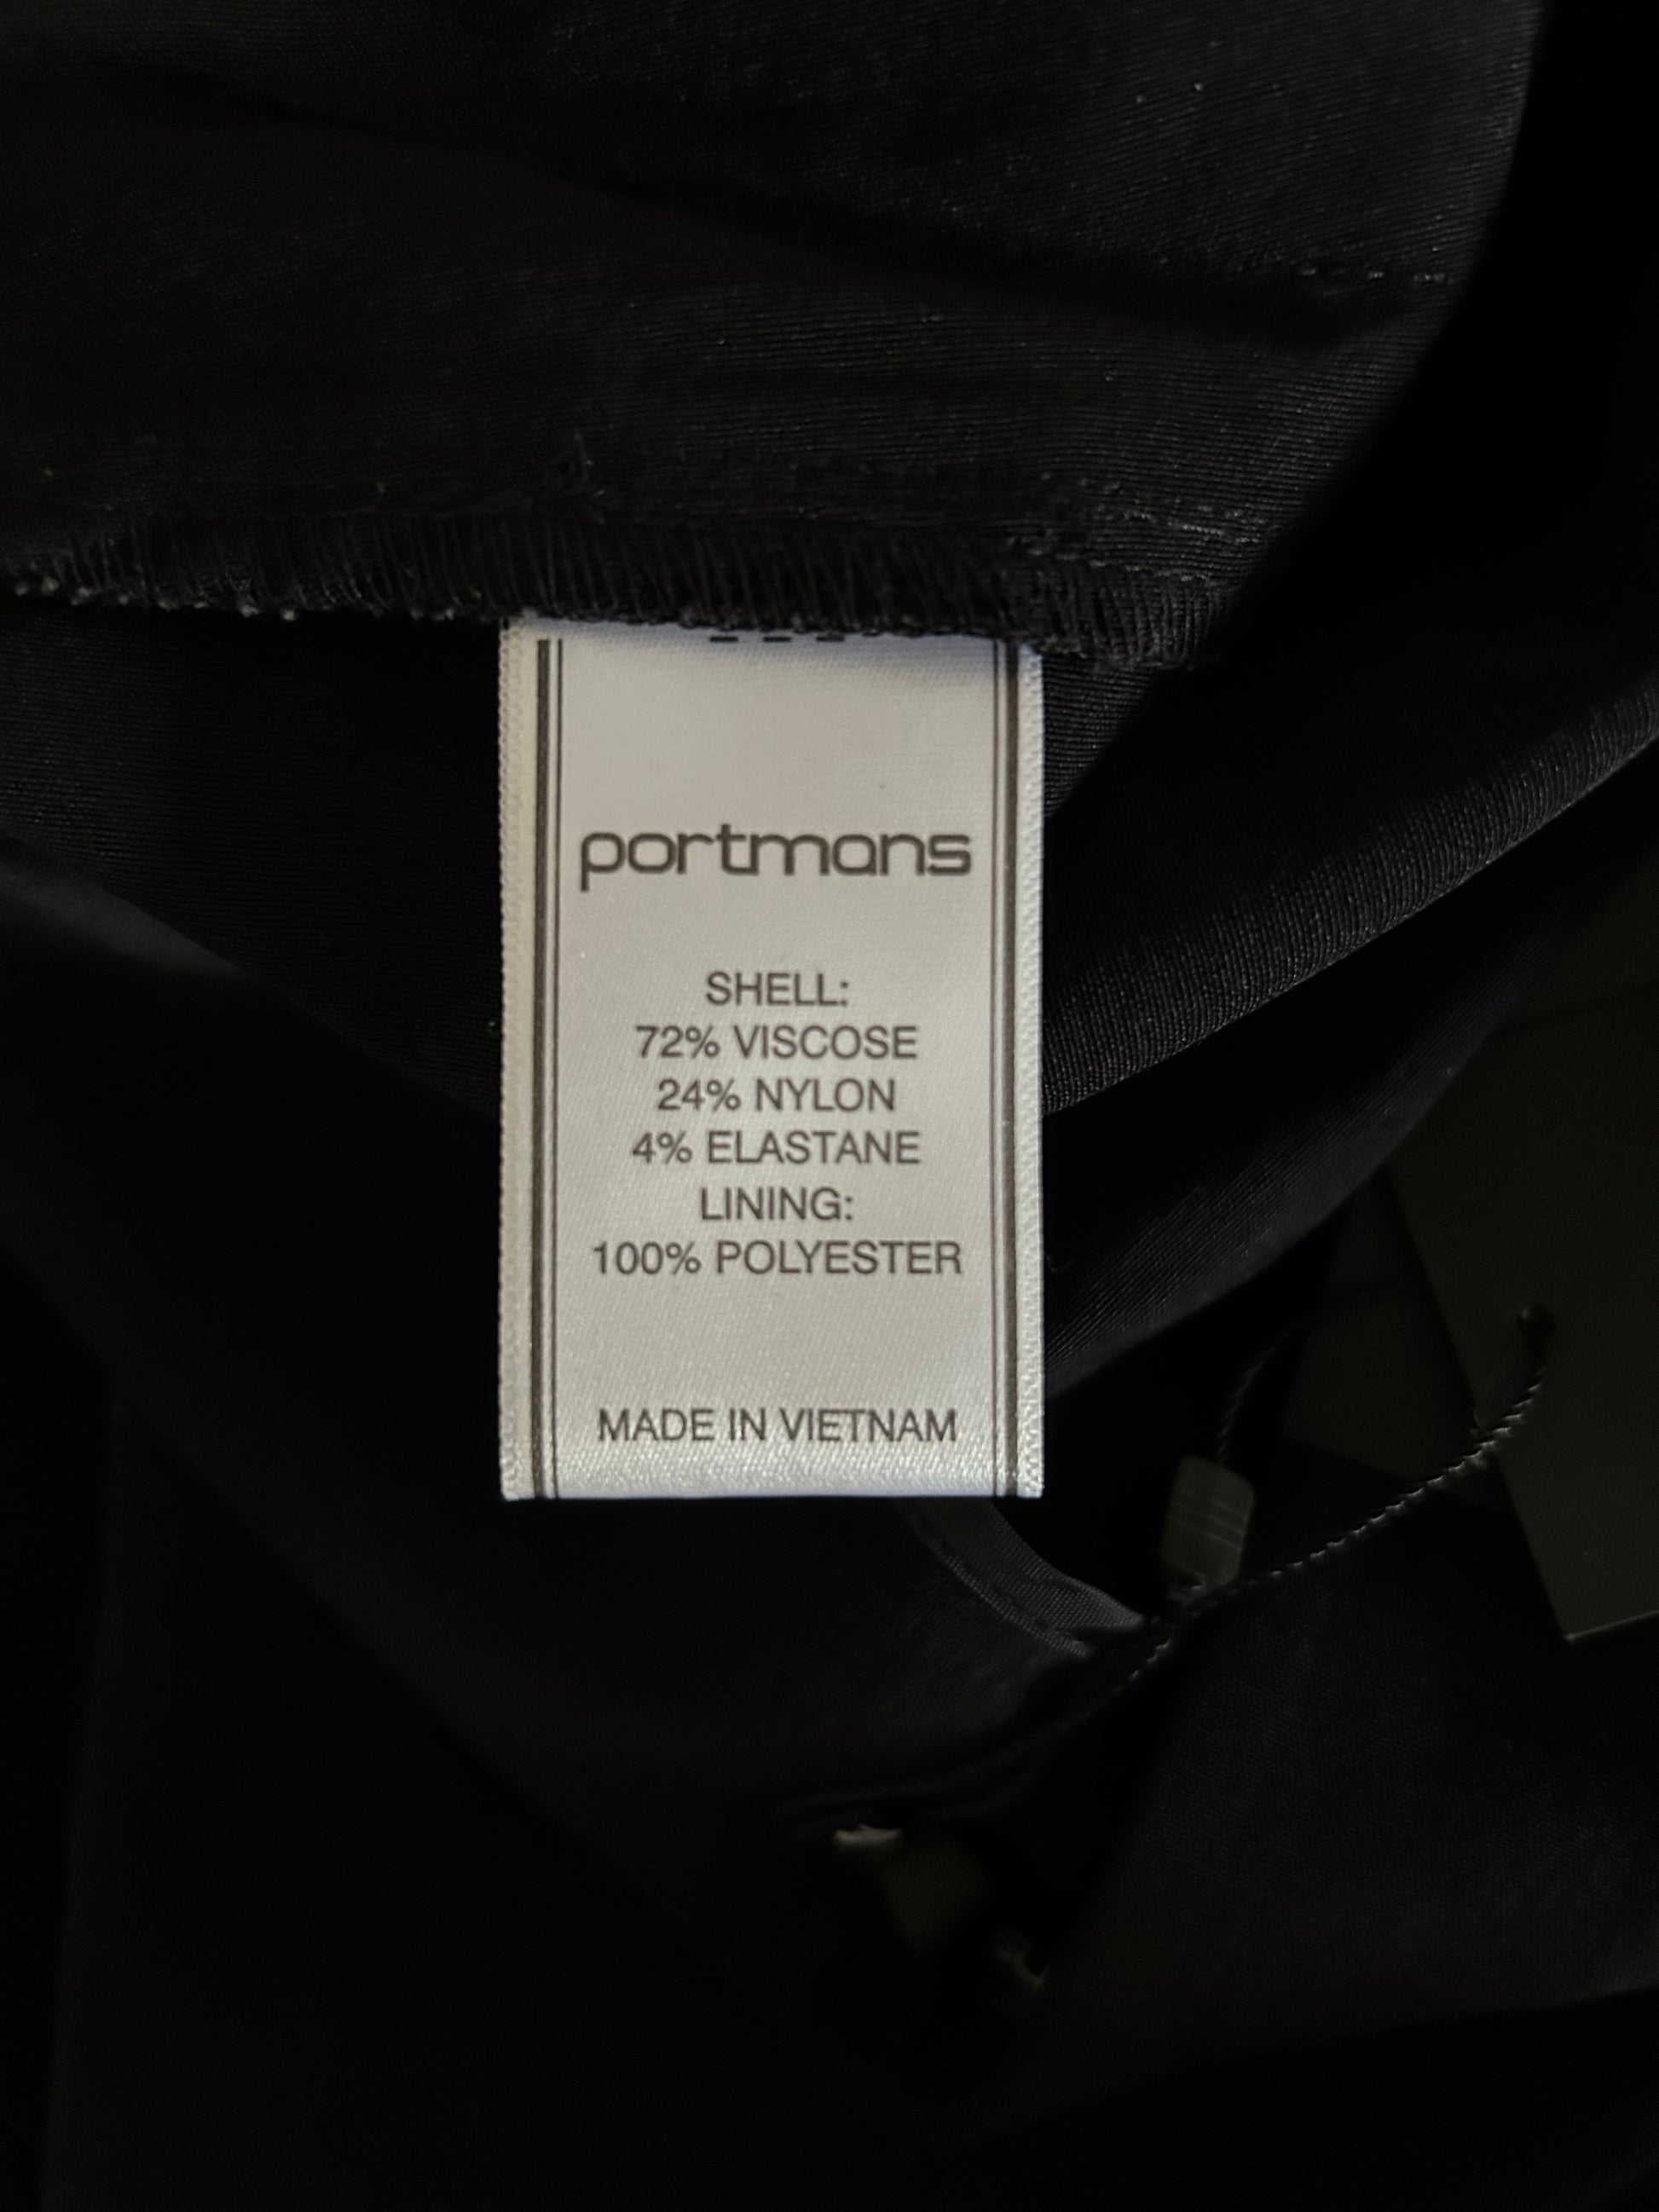 portmans
SHELL:
72% VISCOSE
24% NYLON
4% ELASTANE
LINING:
100% POLYESTER
MADE IN VIETNAM